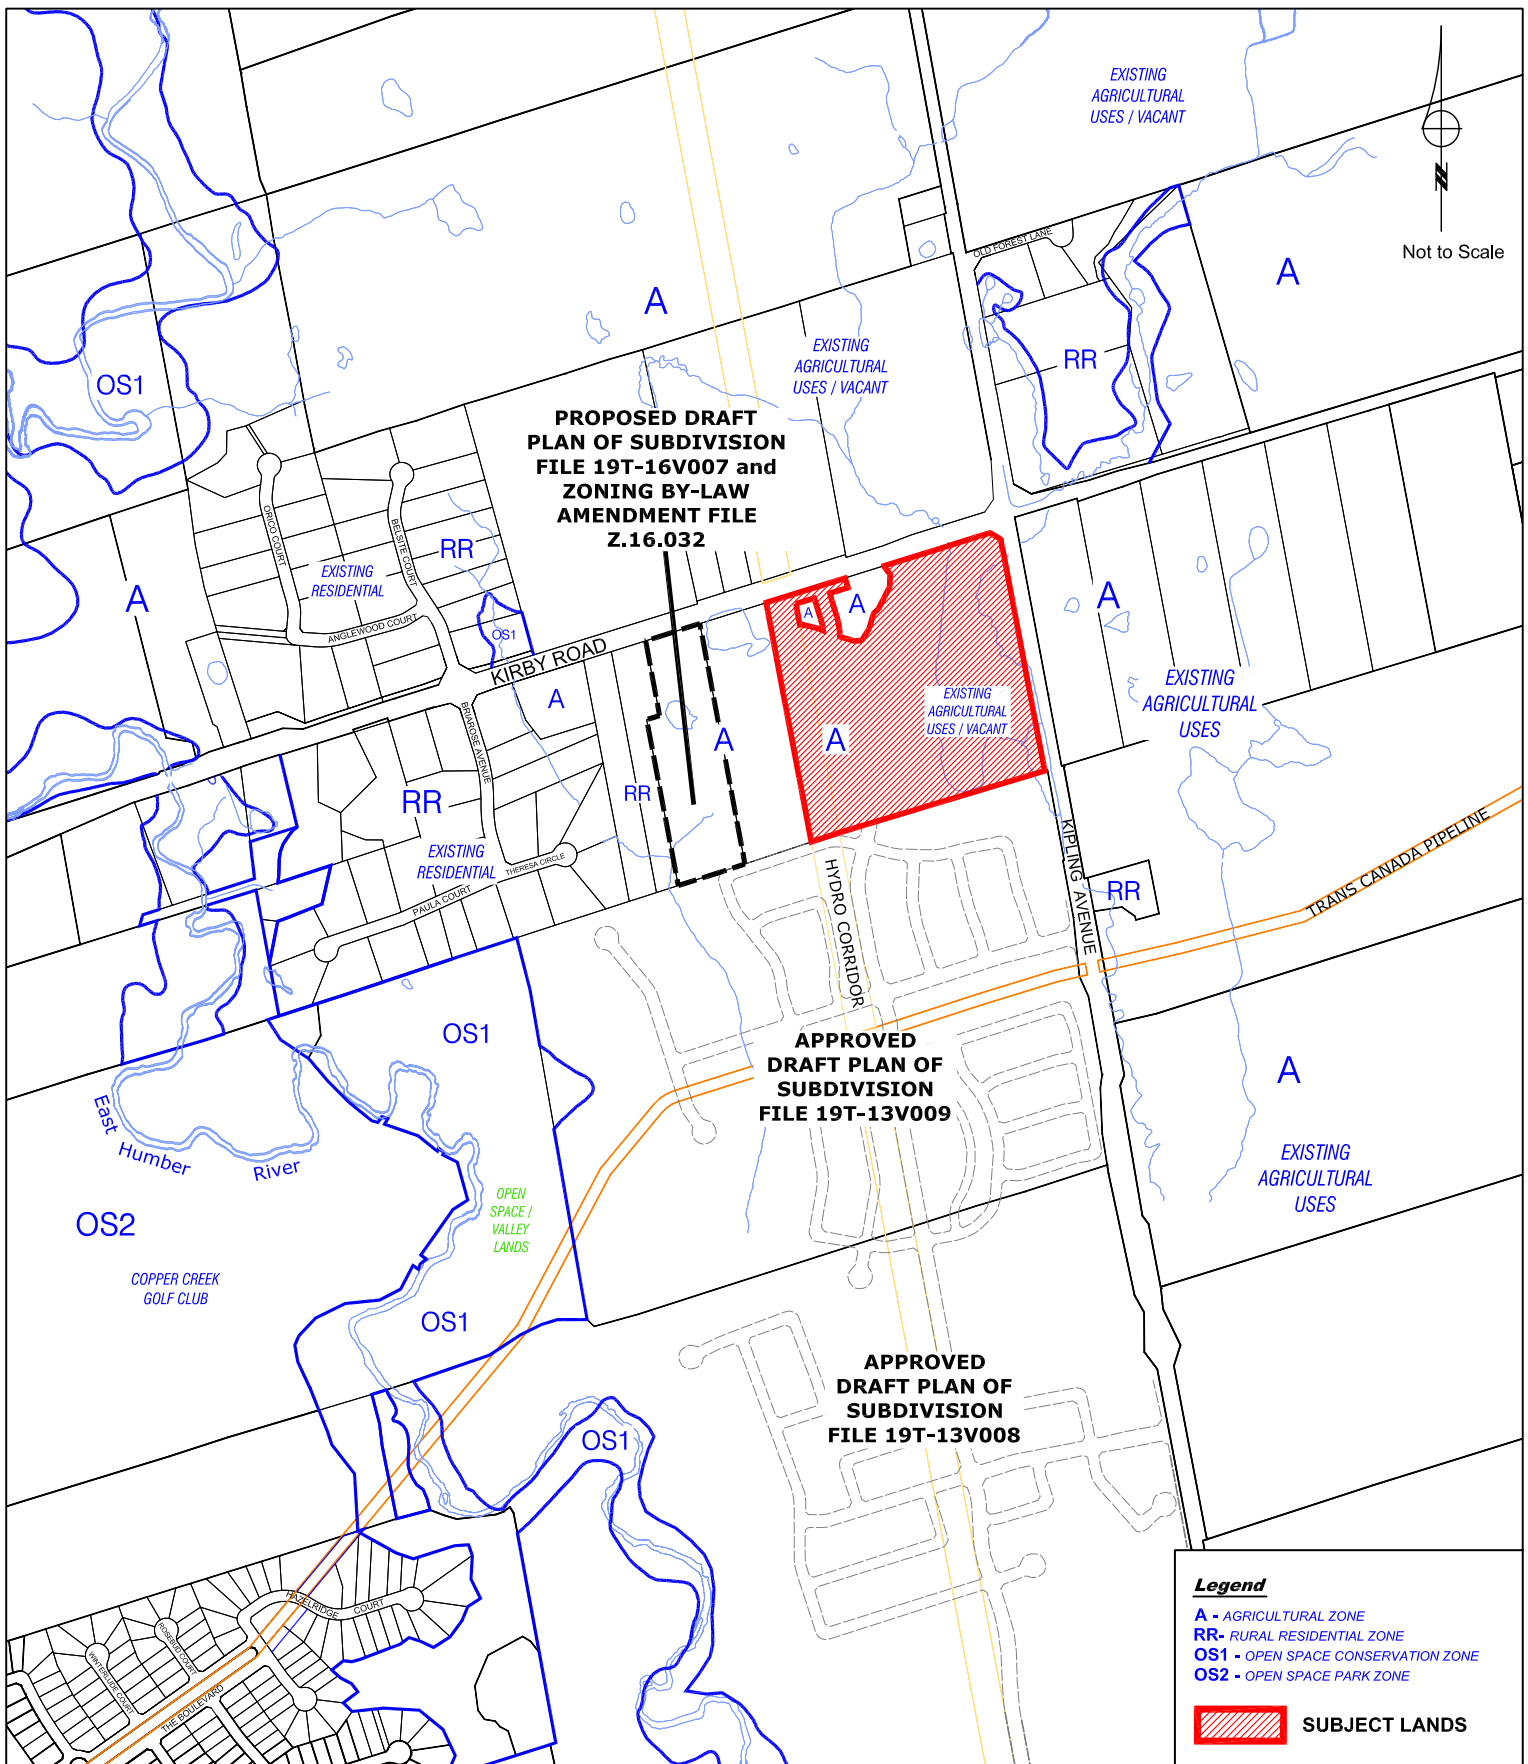 EXISTING
AGRICULTURAL
USES / VACANT
N
Not to Scale
OLD FOREST LANE
A
A
EXISTING
AGRICULTURAL
USES / VACANT
RR
OS1
PROPOSED DRAFT
PLAN OF SUBDIVISION
FILE 19T-16V007 and
ZONING BY-LAW
AMENDMENT FILE
Z.16.032
ORICO COURT
BELSITE COURT
RR
EXISTING
RESIDENTIAL
A
ANGLEWOOD COURT
OS1
KIRBY ROAD
A
A
A
A
EXISTING
AGRICULTURAL
USES
EXISTING
AGRICULTURAL
USES / VACANT
A
BRIAROSE AVENUE
A
A
RR
RR
EXISTING
RESIDENTIAL
THERESA CIRCLE
PAULA COURT
HYDRO CORRIDOR
KIPLING AVENUE
RR
TRANS CANADA PIPELINE
OS1
APPROVED
DRAFT PLAN OF
SUBDIVISION
FILE 19T-13V009
A
East
Humber
River
EXISTING
AGRICULTURAL
USES
OPEN
SPACE /
VALLEY
LANDS
OS2
COPPER CREEK
GOLF CLUB
OS1
APPROVED
DRAFT PLAN OF
SUBDIVISION
FILE 19T-13V008
OS1
HAZELRIDGE COURT
ROSEBUD COURT
WINTERLUDE COURT
THE BOULEVARD
Legend
A - AGRICULTURAL ZONE
RR- RURAL RESIDENTIAL ZONE
OS1 - OPEN SPACE CONSERVATION ZONE
OS2 - OPEN SPACE PARK ZONE
SUBJECT LANDS